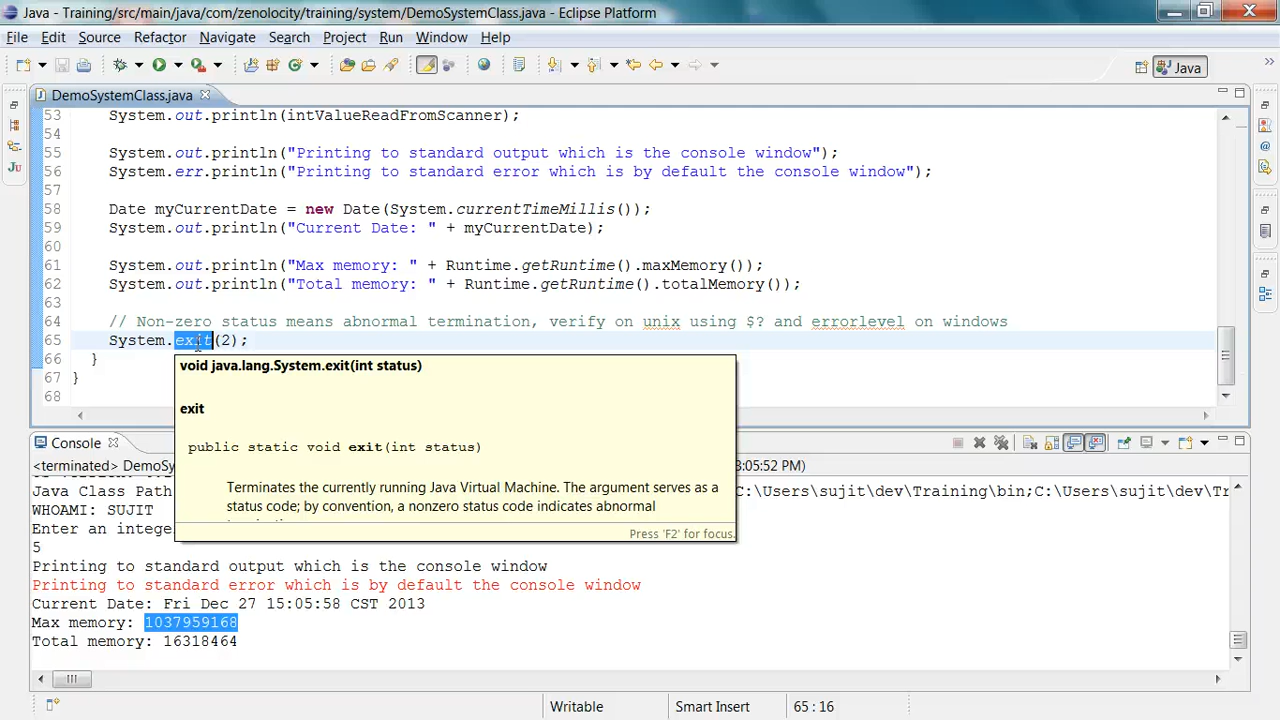 Java - Training/src/main/java/com/zenolocity/training/system/DemoSystemClass.java - Eclipse Platform
File Edit Source Refactor Navigate Search Project Run Window Help
Java
DemoSystemClass.java
53 System.out.println(intValueReadFromScanner);
54
55 System.out.println("Printing to standard output which is the console window");
56 System.err.println("Printing to standard error which is by default the console window");
57
58 Date myCurrentDate = new Date(System.currentTimeMillis());
59 System.out.println("Current Date: " + myCurrentDate);
60
61 System.out.println("Max memory: " + Runtime.getRuntime().maxMemory());
62 System.out.println("Total memory: " + Runtime.getRuntime().totalMemory());
63
64 // Non-zero status means abnormal termination, verify on unix using $? and errorlevel on windows
65 System.exit(2);
66 }
67 }
68
void java.lang.System.exit(int status)
exit
public static void exit(int status)
Terminates the currently running Java Virtual Machine. The argument serves as a
status code; by convention, a nonzero status code indicates abnormal
Press 'F2' for focus.
Console
<terminated> DemoSy :05:52 PM)
Java Class Path C:\Users\sujit\dev\Training\bin;C:\Users\sujit\dev\Tr
WHOAMI: SUJIT
Enter an intege
5
Printing to standard output which is the console window
Printing to standard error which is by default the console window
Current Date: Fri Dec 27 15:05:58 CST 2013
Max memory: 1037959168
Total memory: 16318464
Writable Smart Insert 65 : 16